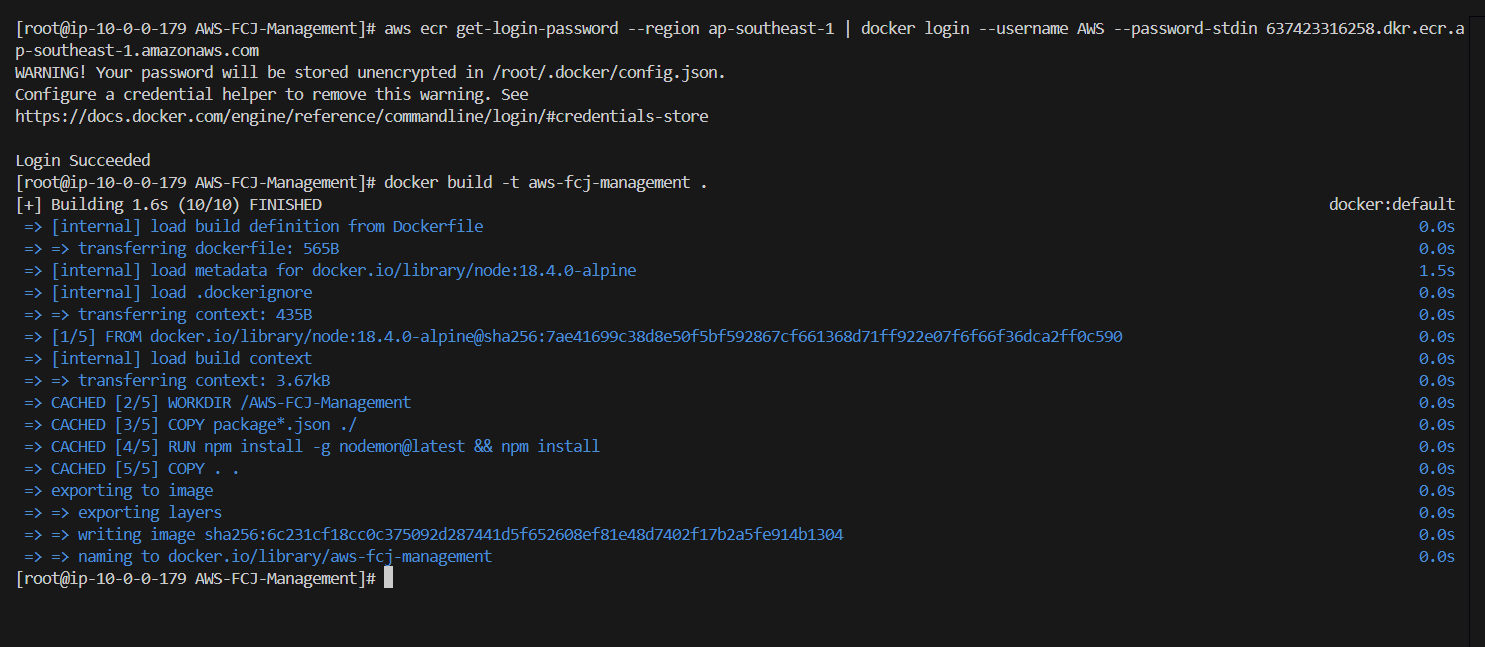 [root@ip-10-0-0-179 AWS-FCJ-Management]# aws ecr get-login-password --region ap-southeast-1 | docker login --username AWS --password-stdin 637423316258.dkr.ecr.a
p-southeast-1.amazonaws.com
WARNING! Your password will be stored unencrypted in /root/.docker/config.json.
Configure a credential helper to remove this warning. See
https://docs.docker.com/engine/reference/commandline/login/#credentials-store
Login Succeeded
[root@ip-10-0-0-179 AWS-FCJ-Management]# docker build -t aws-fcj-management .
[+] Building 1.6s (10/10) FINISHED docker:default
=> [internal] load build definition from Dockerfile 0.0s
=> => transferring dockerfile: 565B 0.0s
=> [internal] load metadata for docker.io/library/node:18.4.0-alpine 1.5s
=> [internal] load .dockerignore 0.0s
=> => transferring context: 435B 0.0s
=> [1/5] FROM docker.io/library/node:18.4.0-alpine@sha256:7ae41699c38d8e50f5bf592867cf661368d71ff922e07f6f66f36dca2ff0c590 0.0s
=> [internal] load build context 0.0s
=> => transferring context: 3.67kB 0.0s
=> CACHED [2/5] WORKDIR /AWS-FCJ-Management 0.0s
=> CACHED [3/5] COPY package*.json ./ 0.0s
=> CACHED [4/5] RUN npm install -g nodemon@latest && npm install 0.0s
=> CACHED [5/5] COPY . . 0.0s
=> exporting to image 0.0s
=> => exporting layers 0.0s
=> => writing image sha256:6c231cf18cc0c375092d287441d5f652608ef81e48d7402f17b2a5fe914b1304 0.0s
=> => naming to docker.io/library/aws-fcj-management 0.0s
[root@ip-10-0-0-179 AWS-FCJ-Management]#